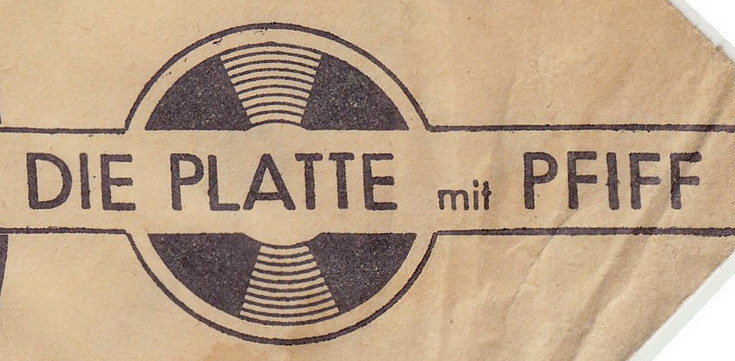 DIE PLATTE mit PFIFF